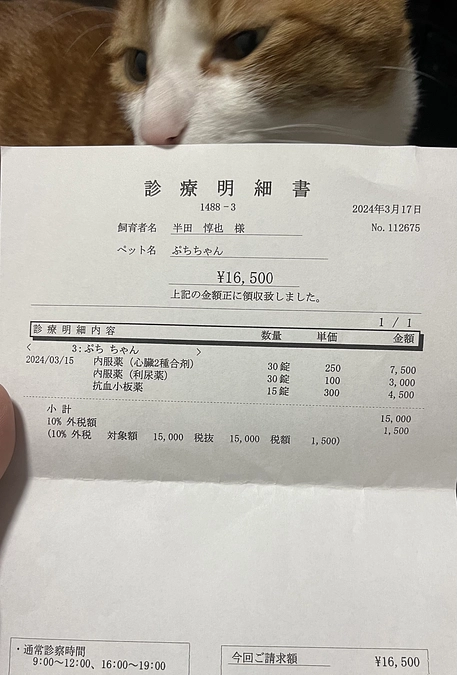 診療明細書
1488-3
2024年3月17日
飼育者名 半田 惇也 様
No.112675
ペット名 ぷちちゃん
¥16,500
上記の金額正に領収致しました。
1 / 1
診療明細内容 数量 単価 金額
< 3:ぷち ちゃん >
2024/03/15 内服薬（心臓2種合剤） 30錠 250 7,500
内服薬（利尿薬） 30錠 100 3,000
抗血小板薬 15錠 300 4,500
小 計 15,000
10% 外税額 1,500
(10% 外税 対象額 15,000 税抜 15,000 税額 1,500)
・通常診察時間
9:00~12:00、16:00~19:00
今回ご請求額 ¥16,500